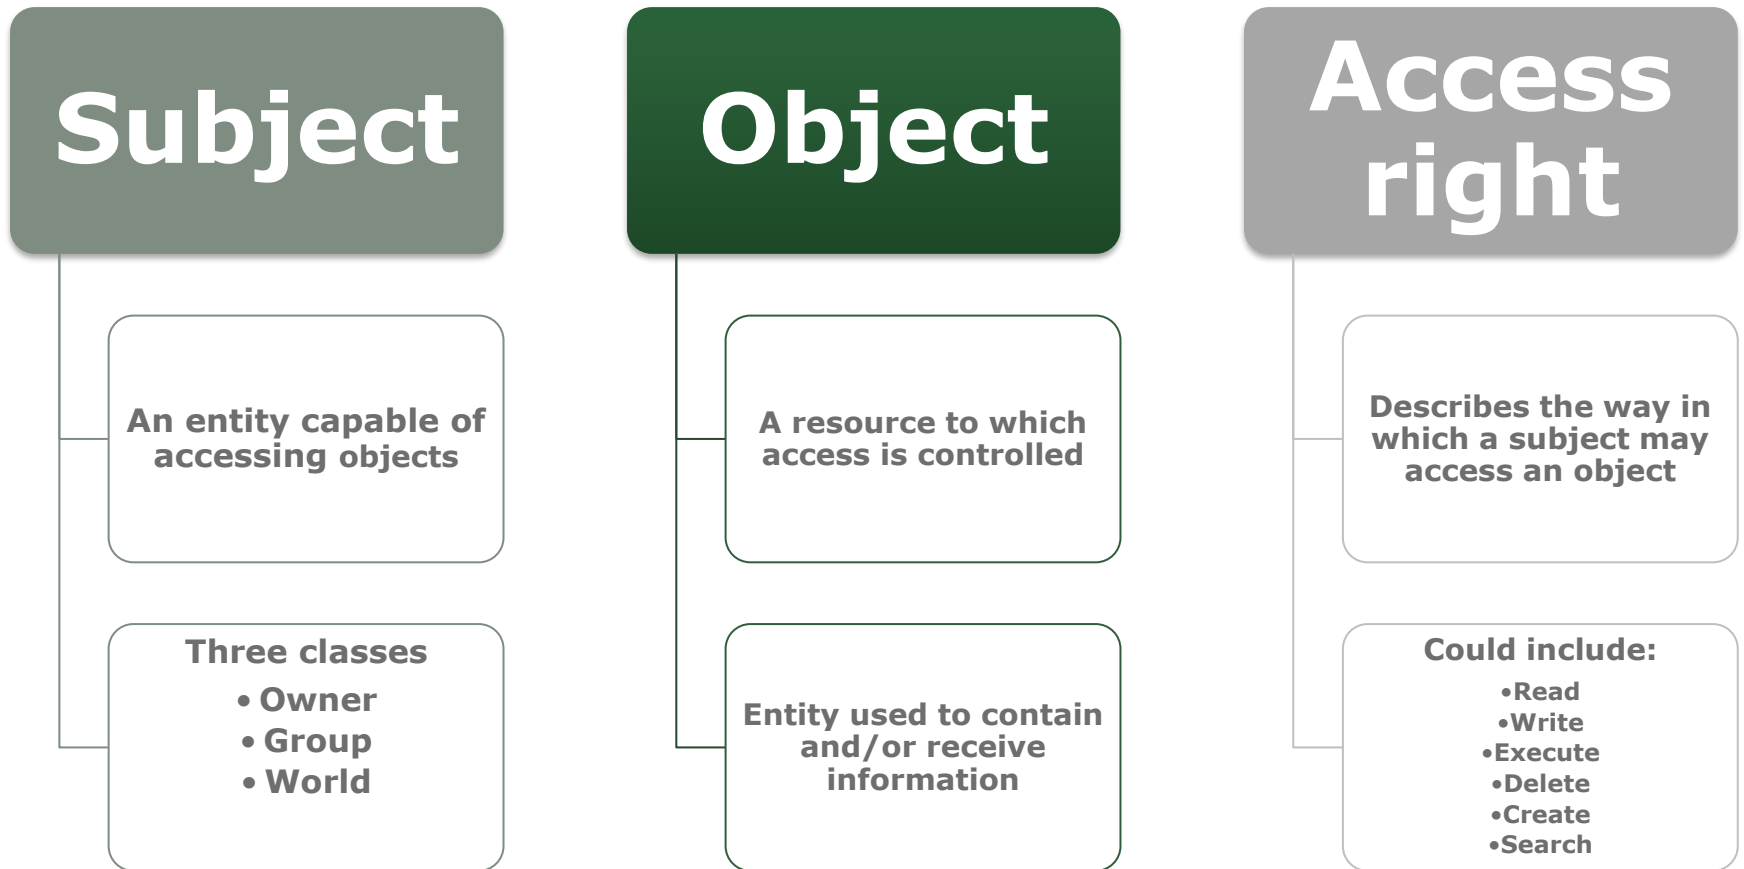 Subject
An entity capable of
accessing objects
Three classes
• Owner
• Group
• World
Object
A resource to which
access is controlled
Entity used to contain
and/or receive
information
Access
right
Describes the way in
which a subject may
access an object
Could include:
•Read
•Write
•Execute
•Delete
•Create
•Search